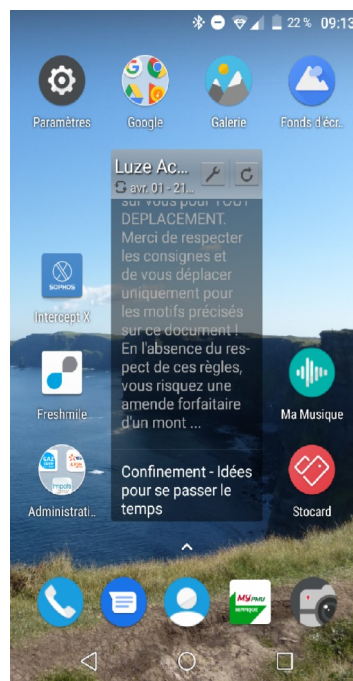 22 % 09:13
Paramètres Google Galerie Fonds d'écr..
Luze Ac...
avr. 01 - 21...
sur vous pour TOUT
DEPLACEMENT.
Merci de respecter
les consignes et
de vous déplacer
uniquement pour
les motifs précisés
sur ce document !
En l'absence du res-
pect de ces règles,
vous risquez une
amende forfaitaire
d'un mont ...
SOPHOS
Intercept X
Freshmile
Ma Musique
impots
Administrati..
Confinement - Idées
pour se passer le
temps
Stocard
MYPMU
HIPPIQUE